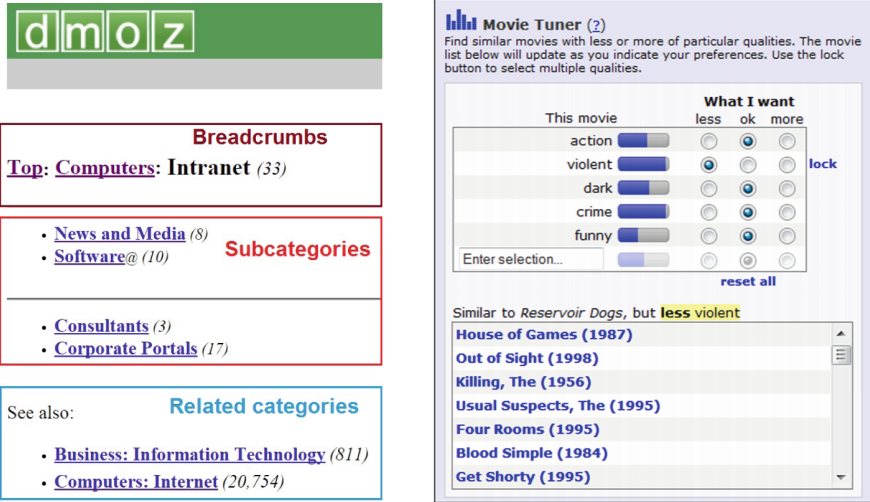 dmoz
Breadcrumbs
Top: Computers: Intranet (33)
News and Media (8)
Software@ (10)
Subcategories
Consultants (3)
Corporate Portals (17)
See also:
Related categories
Business: Information Technology (811)
Computers: Internet (20,754)
Movie Tuner (?)
Find similar movies with less or more of particular qualities. The movie
list below will update as you indicate your preferences. Use the lock
button to select multiple qualities.
What I want
This movie less ok more
action
violent lock
dark
crime
funny
Enter selection...
reset all
Similar to Reservoir Dogs, but less violent
House of Games (1987)
Out of Sight (1998)
Killing, The (1956)
Usual Suspects, The (1995)
Four Rooms (1995)
Blood Simple (1984)
Get Shorty (1995)